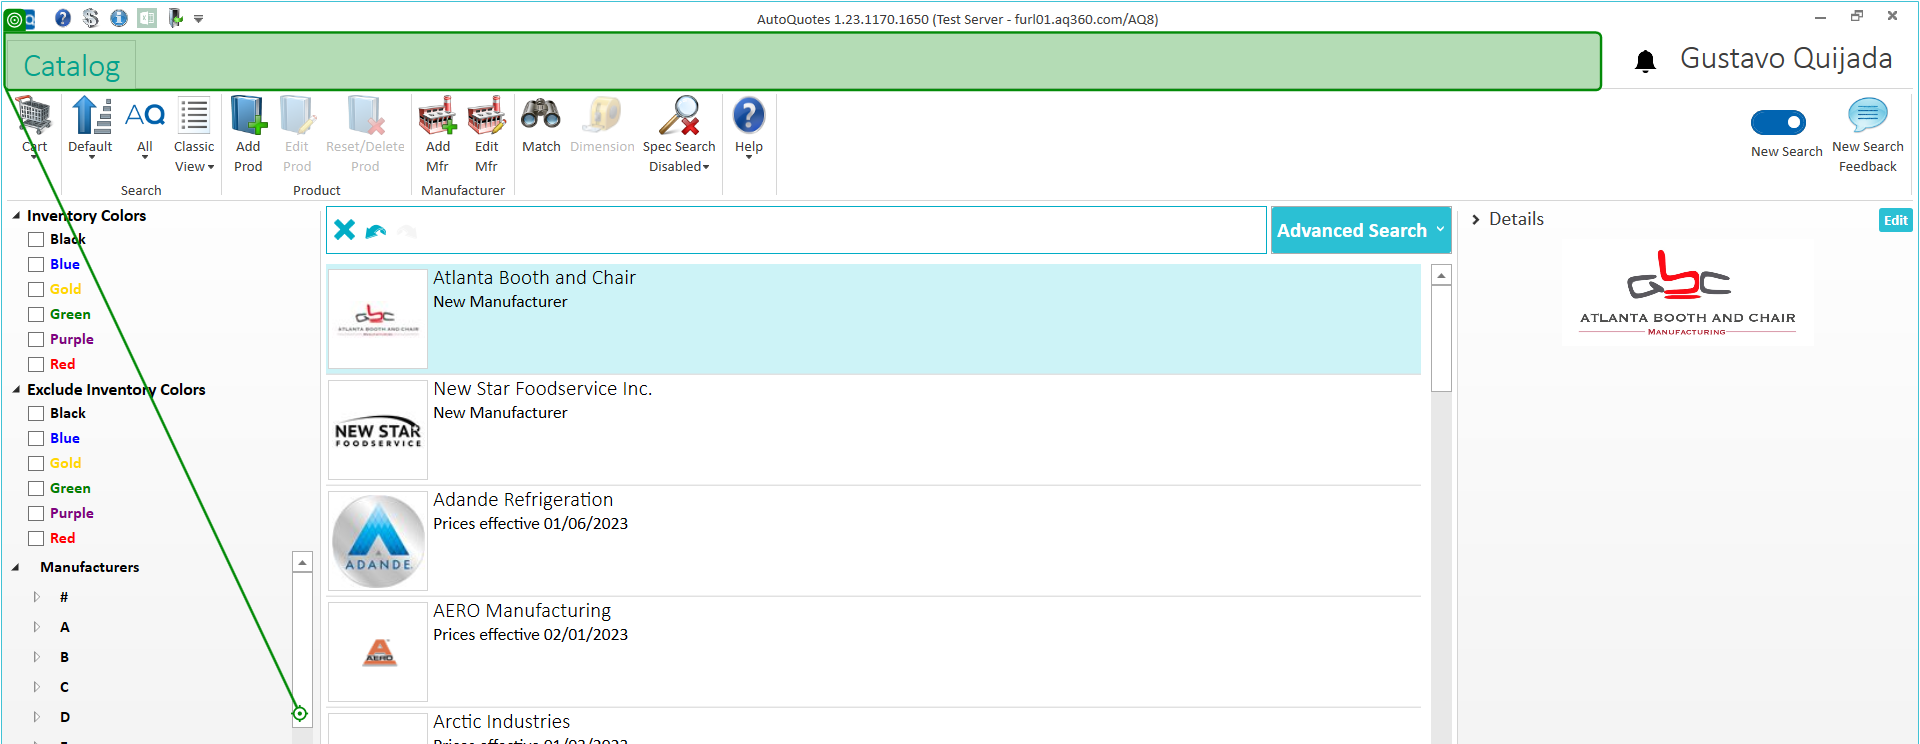 AutoQuotes 1.23.1170.1650 (Test Server - furl01.aq360.com/AQ8)
Catalog
Gustavo Quijada
Cart
Default
AQ
All
Classic
View
Search
Add
Prod
Edit
Prod
Reset/Delete
Prod
Product
Add
Mfr
Edit
Mfr
Manufacturer
Match
Dimension
Spec Search
Disabled
Help
New Search
New Search
Feedback
Inventory Colors
Black
Blue
Gold
Green
Purple
Red
Exclude Inventory Colors
Black
Blue
Gold
Green
Purple
Red
Manufacturers
#
A
B
C
D
Advanced Search
Atlanta Booth and Chair
New Manufacturer
ATLANTA BOOTH AND CHAIR
New Star Foodservice Inc.
New Manufacturer
NEW STAR
FOODSERVICE
Adande Refrigeration
Prices effective 01/06/2023
ADANDE
AERO Manufacturing
Prices effective 02/01/2023
AERO
Arctic Industries
Details
Edit
ATLANTA BOOTH AND CHAIR
MANUFACTURING